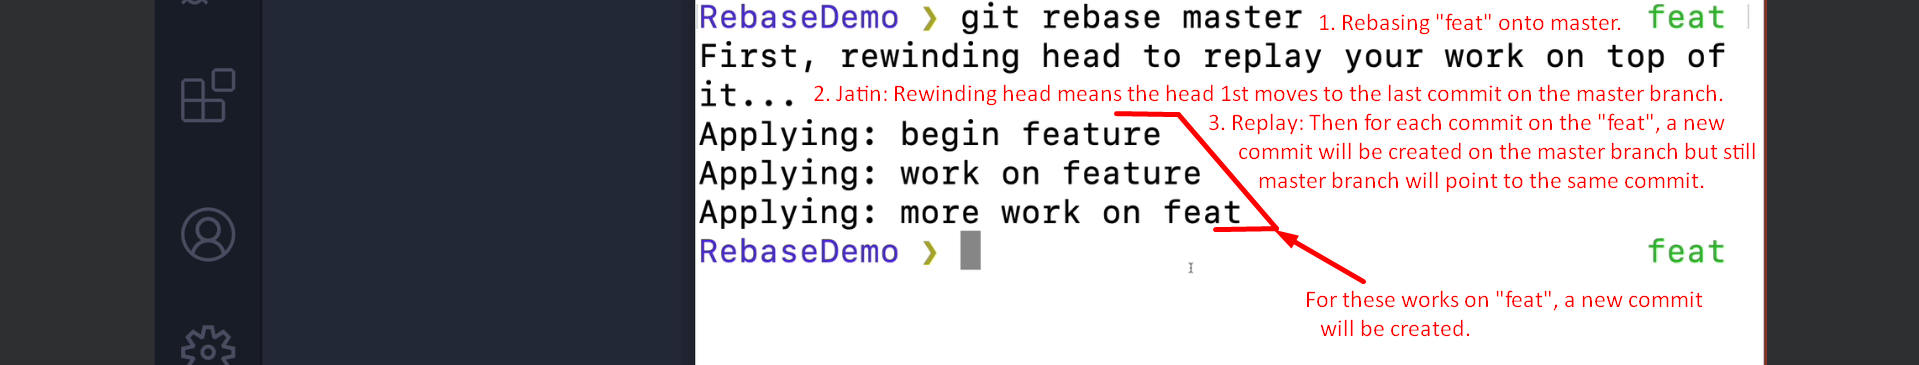 RebaseDemo ❯ git rebase master 1. Rebasing "feat" onto master. feat
First, rewinding head to replay your work on top of
it... 2. Jatin: Rewinding head means the head 1st moves to the last commit on the master branch.
3. Replay: Then for each commit on the "feat", a new
Applying: begin feature
commit will be created on the master branch but still
Applying: work on feature
master branch will point to the same commit.
Applying: more work on feat
RebaseDemo ❯ feat
For these works on "feat", a new commit
will be created.